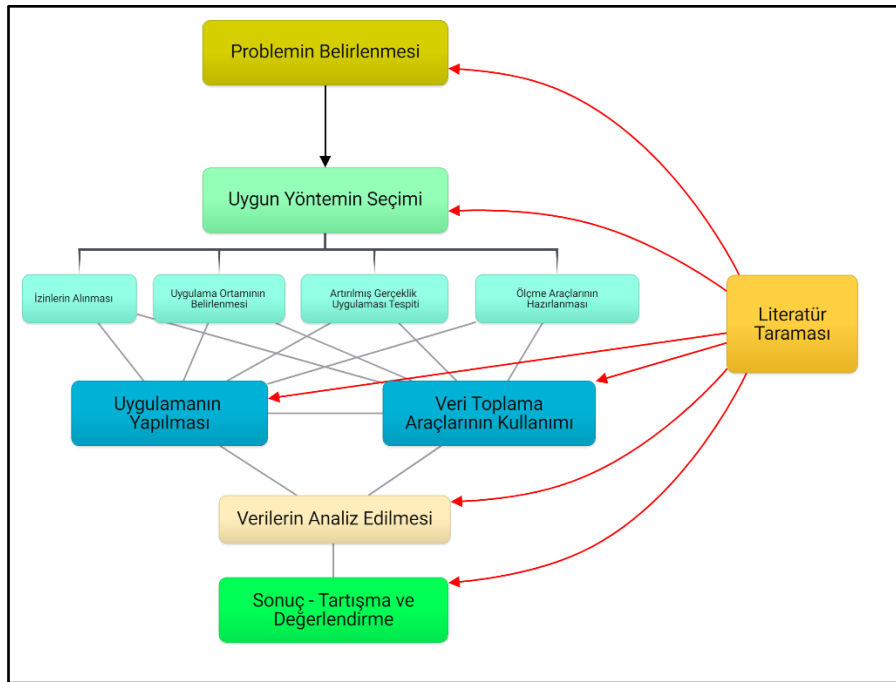 Problemin Belirlenmesi
Uygun Yöntemin Seçimi
İzinlerin Alınması
Uygulama Ortamının
Belirlenmesi
Artırılmış Gerçeklik
Uygulaması Tespiti
Ölçme Araçlarının
Hazırlanması
Literatür
Taraması
Uygulamanın
Yapılması
Veri Toplama
Araçlarının Kullanımı
Verilerin Analiz Edilmesi
Sonuç - Tartışma ve
Değerlendirme